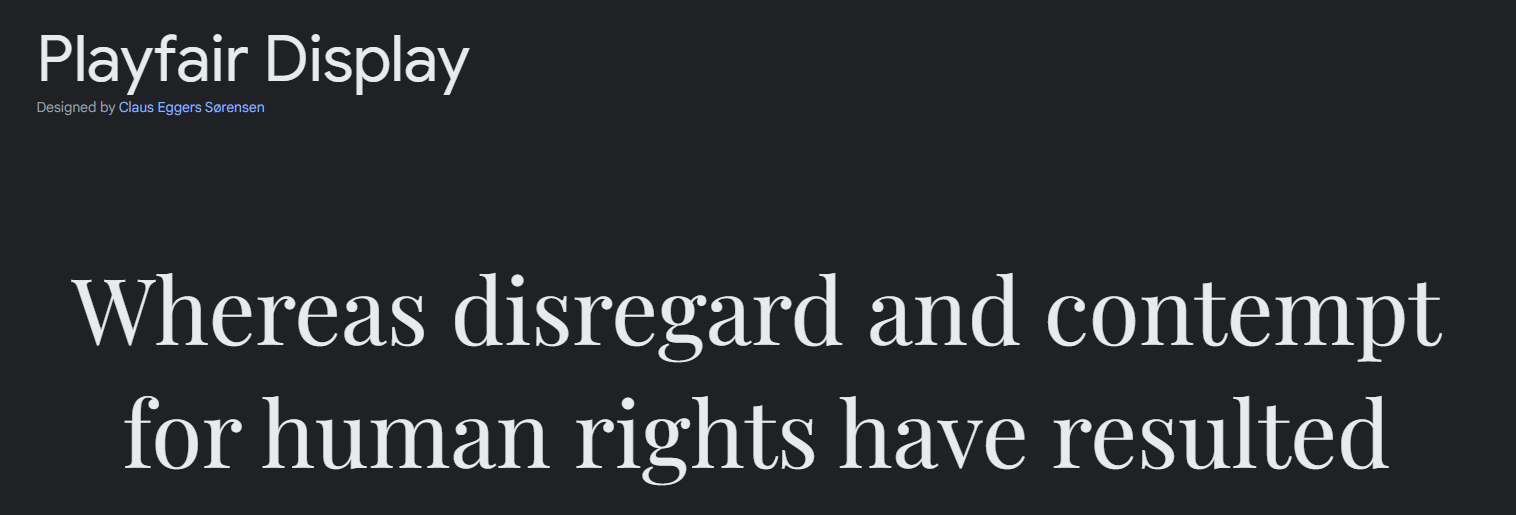 Playfair Display
Designed by Claus Eggers Sørensen
Whereas disregard and contempt
for human rights have resulted